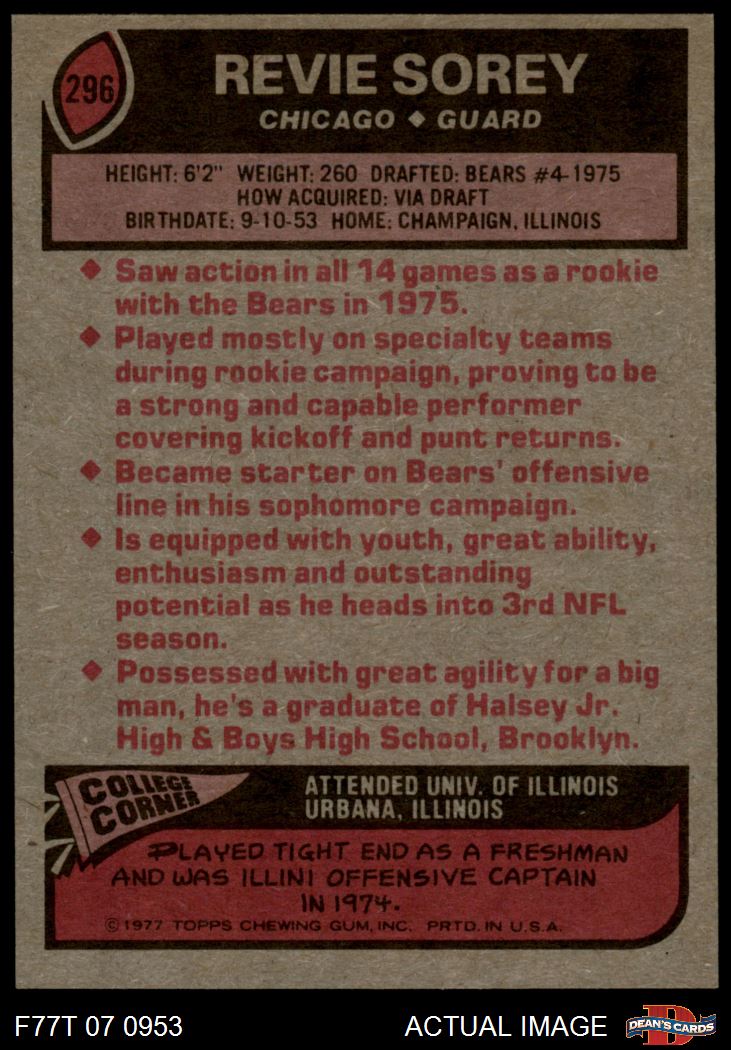 296
REVIE SOREY
CHICAGO ◆ GUARD
HEIGHT: 6'2" WEIGHT: 260 DRAFTED: BEARS #4-1975
HOW ACQUIRED: VIA DRAFT
BIRTHDATE: 9-10-53 HOME: CHAMPAIGN, ILLINOIS
◆ Saw action in all 14 games as a rookie
with the Bears in 1975.
◆ Played mostly on specialty teams
during rookie campaign, proving to be
a strong and capable performer
covering kickoff and punt returns.
◆ Became starter on Bears' offensive
line in his sophomore campaign.
◆ Is equipped with youth, great ability,
enthusiasm and outstanding
potential as he heads into 3rd NFL
season.
◆ Possessed with great agility for a big
man, he's a graduate of Halsey Jr.
High & Boys High School, Brooklyn.
COLLEGE
CORNER
ATTENDED UNIV. OF ILLINOIS
URBANA, ILLINOIS
PLAYED TIGHT END AS A FRESHMAN
AND WAS ILLINI OFFENSIVE CAPTAIN
IN 1974.
© 1977 TOPPS CHEWING GUM, INC. PRTD. IN U.S.A.
F77T 07 0953
ACTUAL IMAGE
D
DEAN'S CARDS